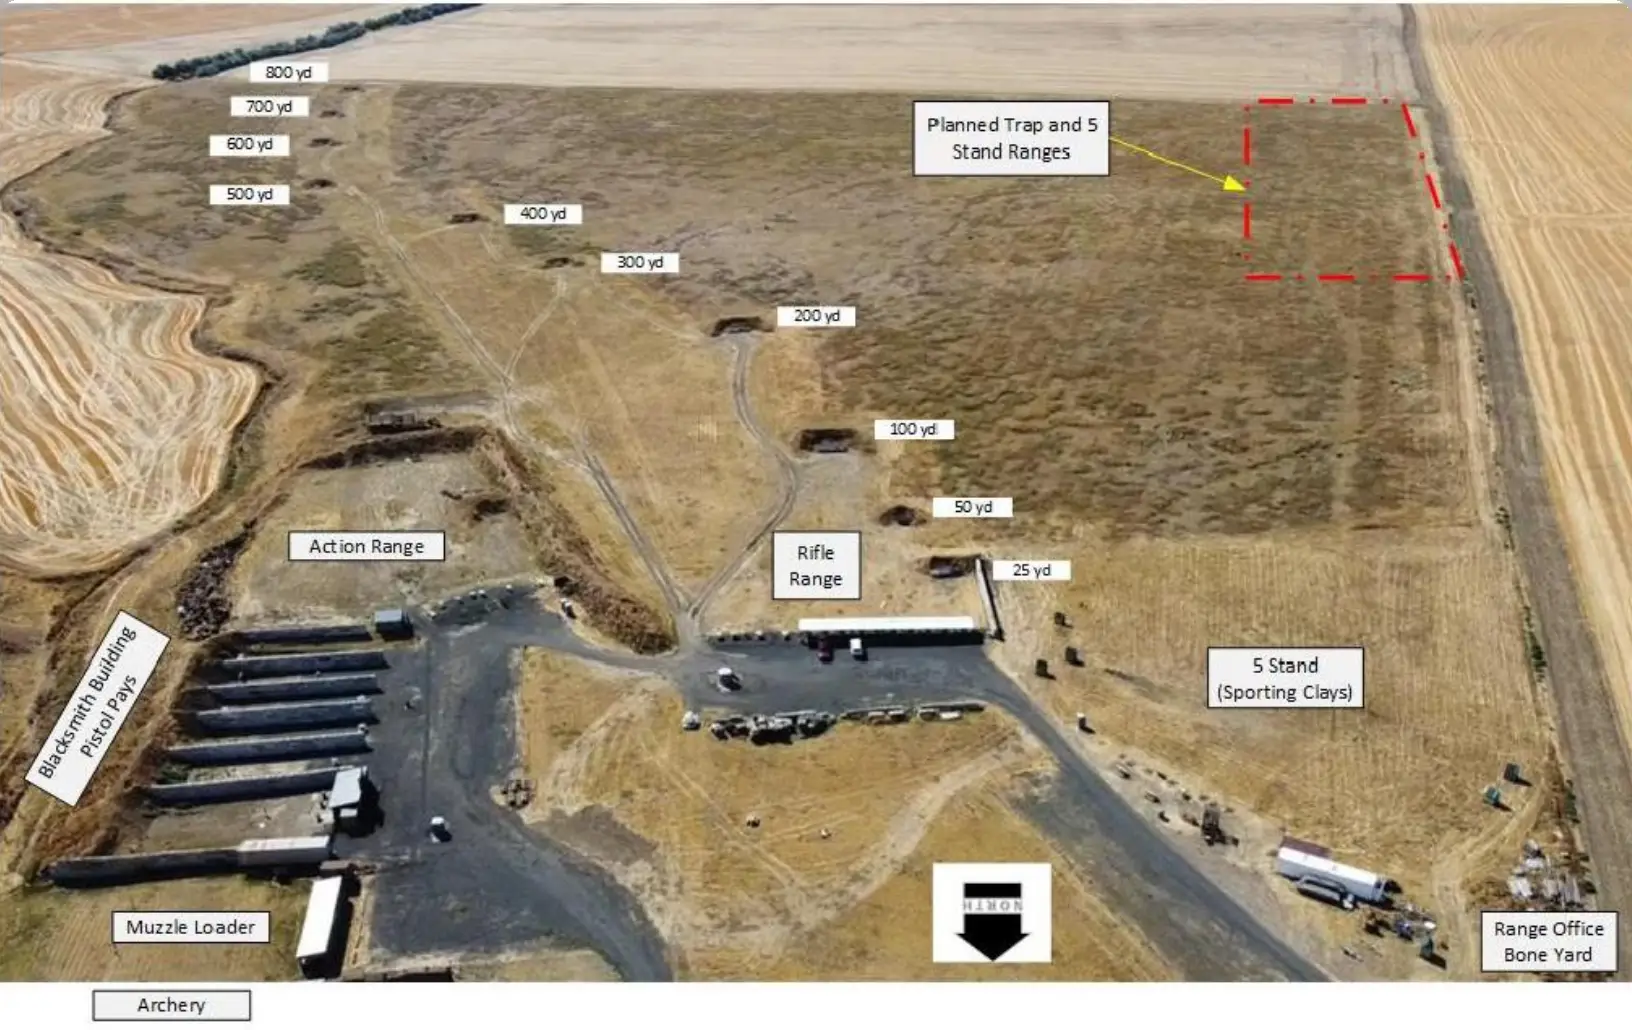 800 yd
700 yd
600 yd
500 yd
400 yd
300 yd
200 yd
100 yd
50 yd
25 yd
Planned Trap and 5
Stand Ranges
Action Range
Rifle
Range
5 Stand
(Sporting Clays)
Blacksmith Building
Pistol Pays
Muzzle Loader
NORTH
Range Office
Bone Yard
Archery